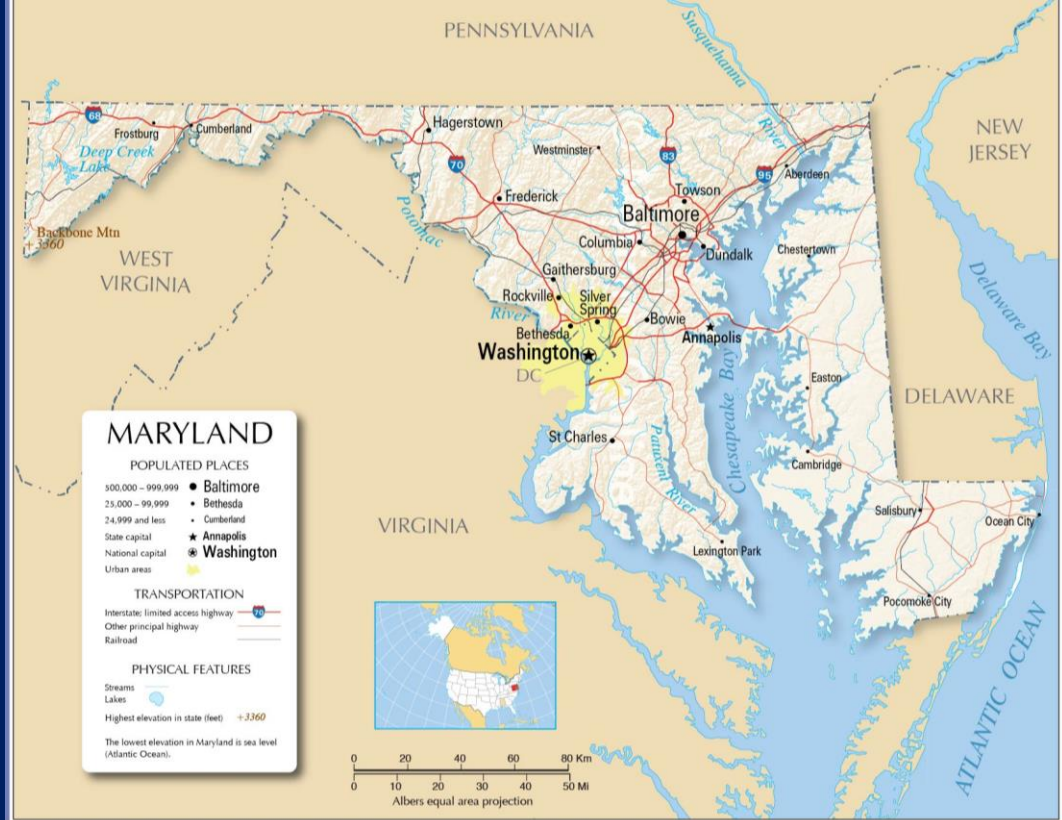 PENNSYLVANIA
Susquehanna
River
NEW
JERSEY
68
Frostburg
Cumberland
Deep Creek
Lake
Hagerstown
70
Westminster
83
95
Aberdeen
Frederick
Towson
Baltimore
Potomac
River
Backbone Mtn
+3360
WEST
VIRGINIA
Columbia
Dundalk
Chestertown
Gaithersburg
Rockville
Silver
Spring
Bethesda
Bowie
Annapolis
Washington
DC
Chesapeake Bay
Easton
DELAWARE
Delaware Bay
St Charles
Patuxent River
Cambridge
VIRGINIA
Salisbury
Ocean City
Lexington Park
Pocomoke City
ATLANTIC OCEAN
MARYLAND
POPULATED PLACES
500,000 – 999,999 Baltimore
25,000 – 99,999 Bethesda
24,999 and less Cumberland
State capital Annapolis
National capital Washington
Urban areas
TRANSPORTATION
Interstate; limited access highway 70
Other principal highway
Railroad
PHYSICAL FEATURES
Streams
Lakes
Highest elevation in state (feet) +3360
The lowest elevation in Maryland is sea level
(Atlantic Ocean).
0 20 40 60 80 Km
0 10 20 30 40 50 Mi
Albers equal area projection